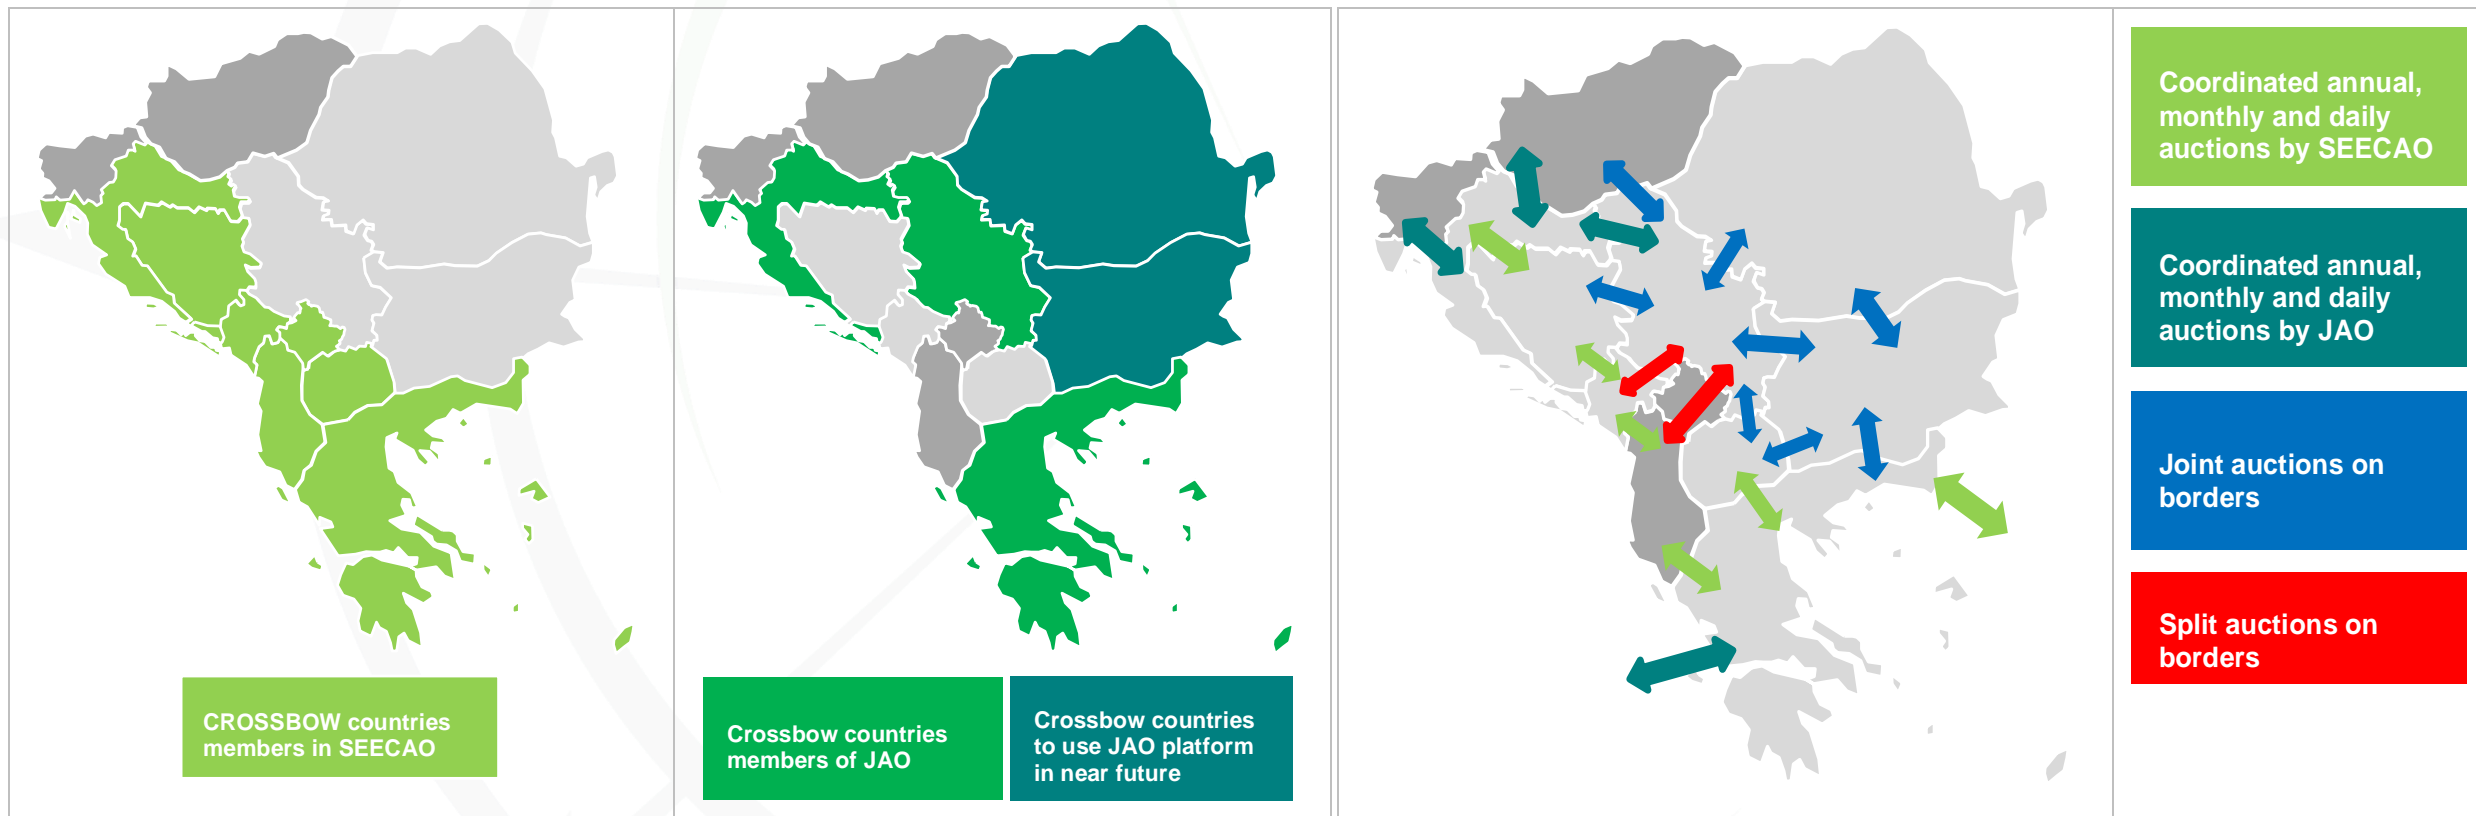 CROSSBOW countries
members in SEECAO
Crossbow countries
members of JAO
Crossbow countries
to use JAO platform
in near future
Coordinated annual,
monthly and daily
auctions by SEECAO
Coordinated annual,
monthly and daily
auctions by JAO
Joint auctions on
borders
Split auctions on
borders